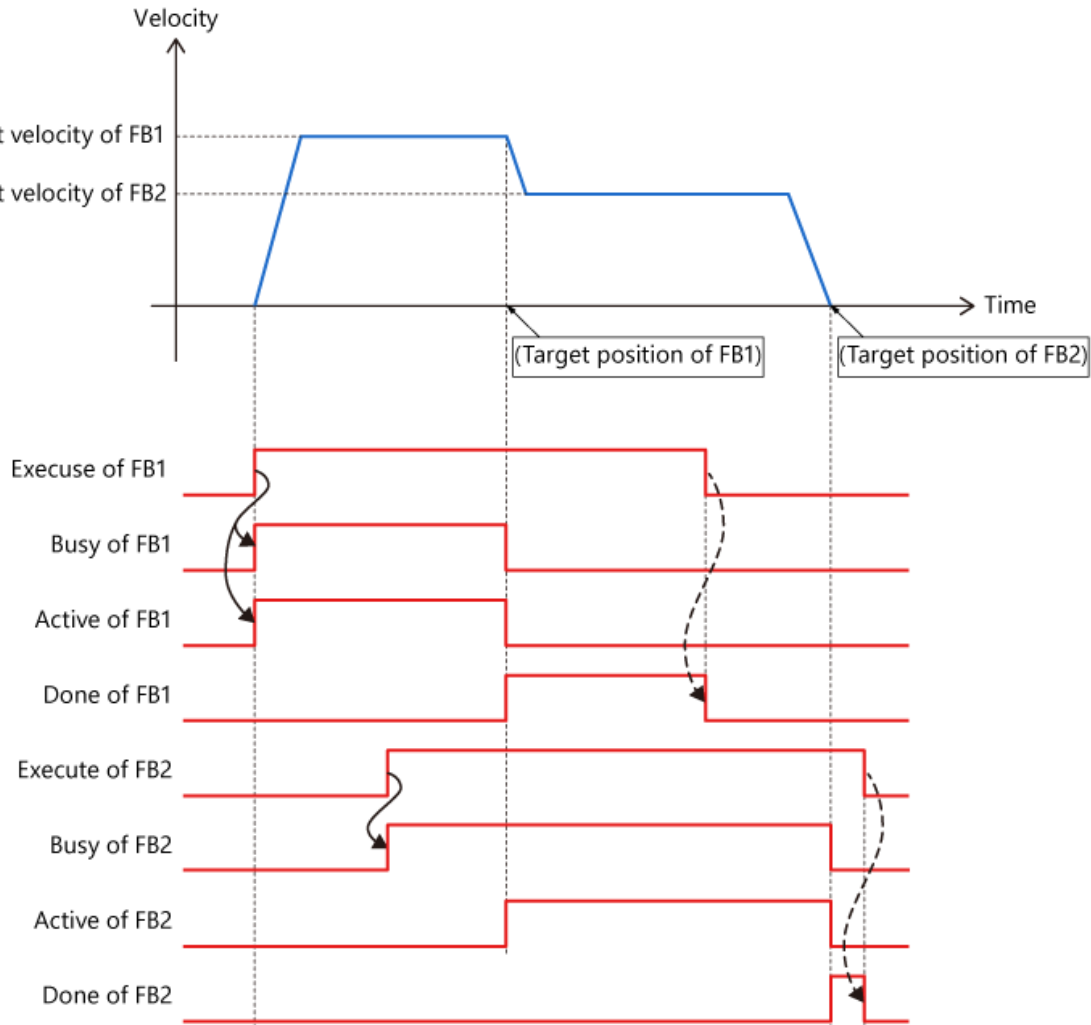 Velocity
t velocity of FB1
t velocity of FB2
Time
(Target position of FB1)
(Target position of FB2)
Execuse of FB1
Busy of FB1
Active of FB1
Done of FB1
Execute of FB2
Busy of FB2
Active of FB2
Done of FB2